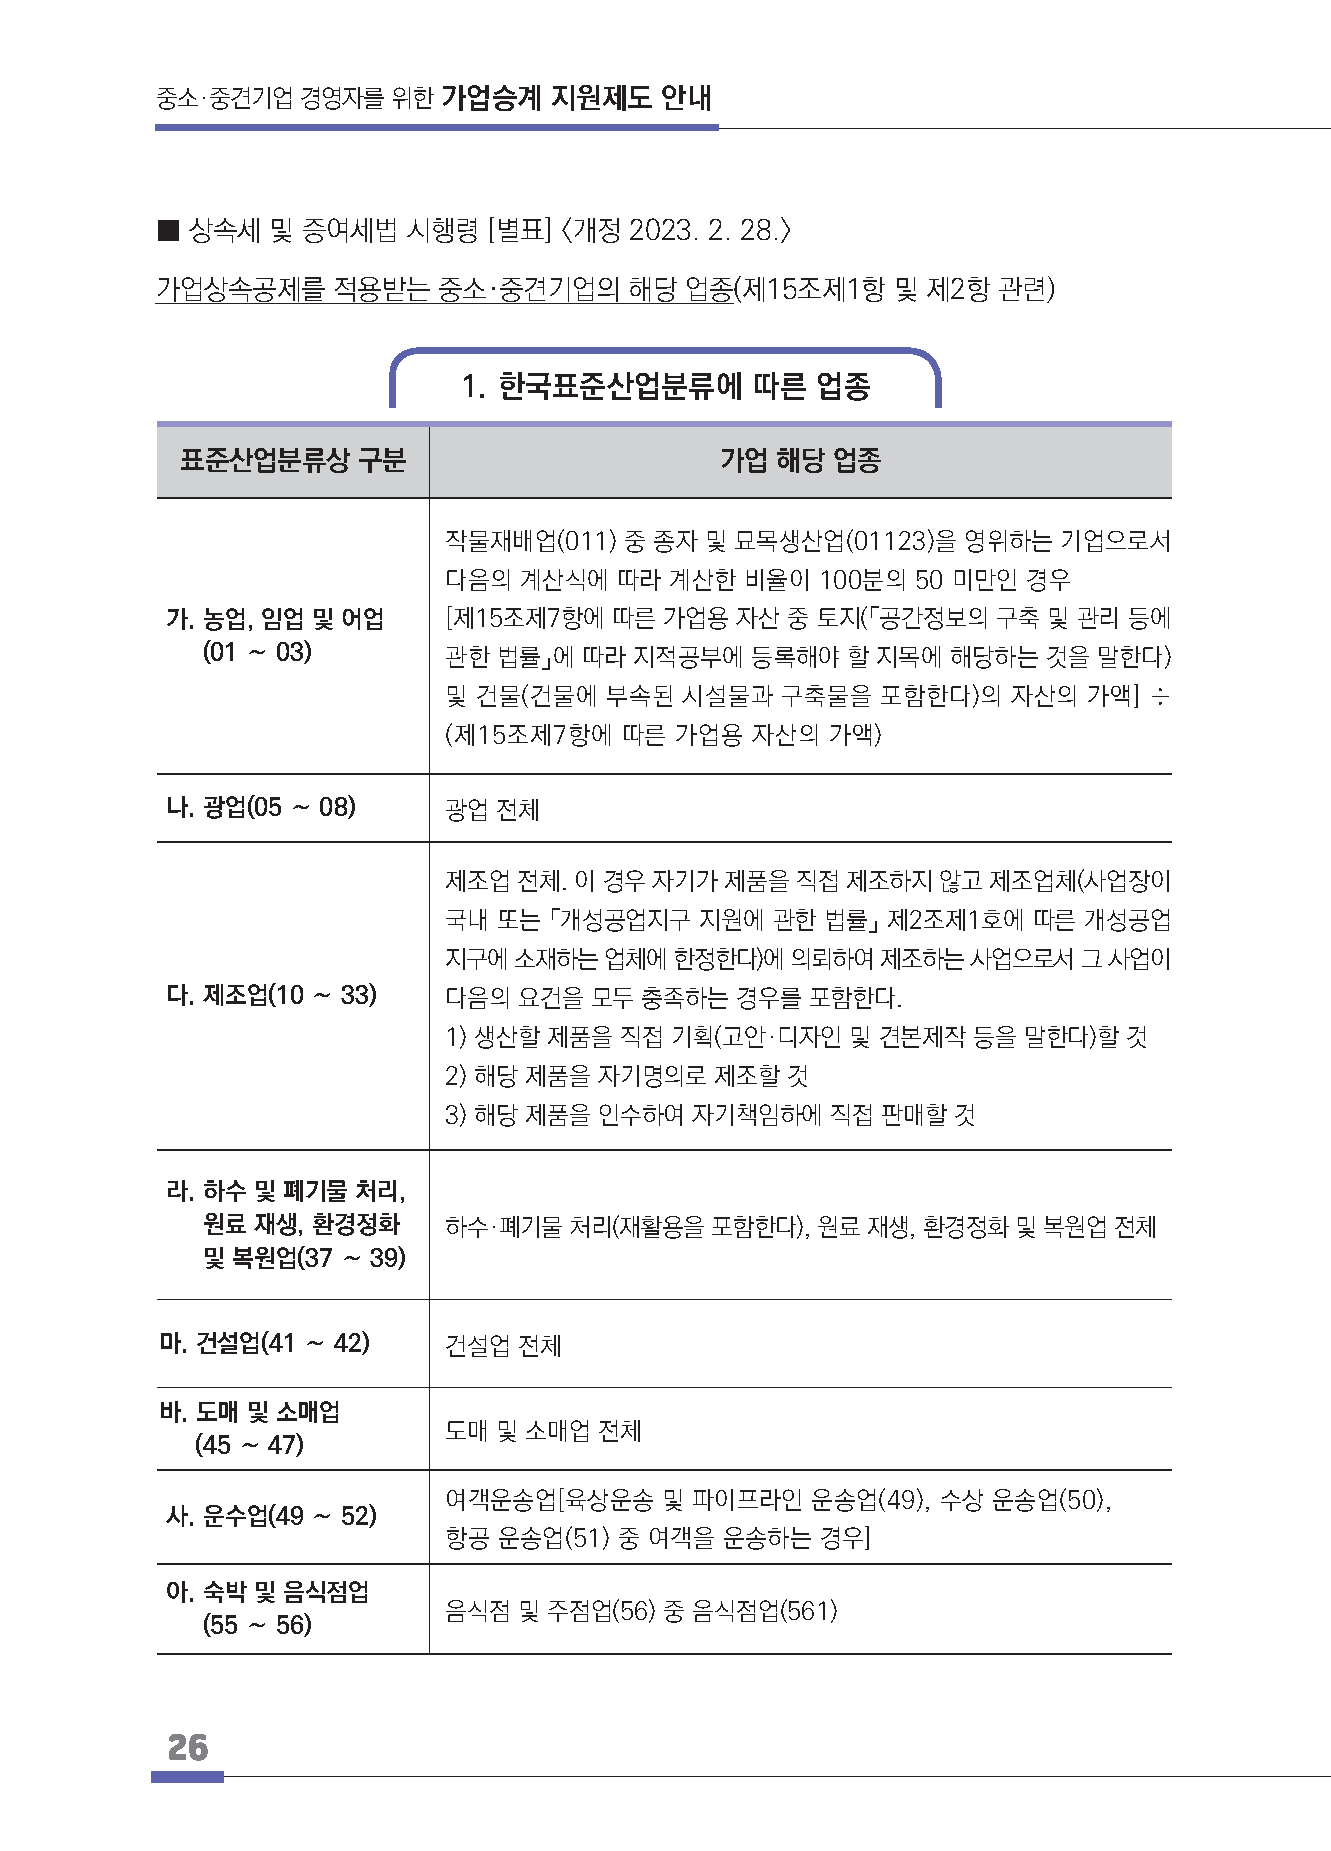 중소·중견기업 경영자를 위한 가업승계 지원제도 안내
■ 상속세 및 증여세법 시행령 [별표] 〈개정 2023. 2. 28.〉
가업상속공제를 적용받는 중소·중견기업의 해당 업종(제15조제1항 및 제2항 관련)
1. 한국표준산업분류에 따른 업종
표준산업분류상 구분
가업 해당 업종
가. 농업, 임업 및 어업
(01 ~ 03)
작물재배업(011) 중 종자 및 묘목생산업(01123)을 영위하는 기업으로서
다음의 계산식에 따라 계산한 비율이 100분의 50 미만인 경우
[제15조제7항에 따른 가업용 자산 중 토지(「공간정보의 구축 및 관리 등에
관한 법률」에 따라 지적공부에 등록해야 할 지목에 해당하는 것을 말한다)
및 건물(건물에 부속된 시설물과 구축물을 포함한다)의 자산의 가액] ÷
(제15조제7항에 따른 가업용 자산의 가액)
나. 광업(05 ~ 08)
광업 전체
다. 제조업(10 ~ 33)
제조업 전체. 이 경우 자기가 제품을 직접 제조하지 않고 제조업체(사업장이
국내 또는 「개성공업지구 지원에 관한 법률」 제2조제1호에 따른 개성공업
지구에 소재하는 업체에 한정한다)에 의뢰하여 제조하는 사업으로서 그 사업이
다음의 요건을 모두 충족하는 경우를 포함한다.
1) 생산할 제품을 직접 기획(고안·디자인 및 견본제작 등을 말한다)할 것
2) 해당 제품을 자기명의로 제조할 것
3) 해당 제품을 인수하여 자기책임하에 직접 판매할 것
라. 하수 및 폐기물 처리,
원료 재생, 환경정화
및 복원업(37 ~ 39)
하수·폐기물 처리(재활용을 포함한다), 원료 재생, 환경정화 및 복원업 전체
마. 건설업(41 ~ 42)
건설업 전체
바. 도매 및 소매업
(45 ~ 47)
도매 및 소매업 전체
사. 운수업(49 ~ 52)
여객운송업[육상운송 및 파이프라인 운송업(49), 수상 운송업(50),
항공 운송업(51) 중 여객을 운송하는 경우]
아. 숙박 및 음식점업
(55 ~ 56)
음식점 및 주점업(56) 중 음식점업(561)
26